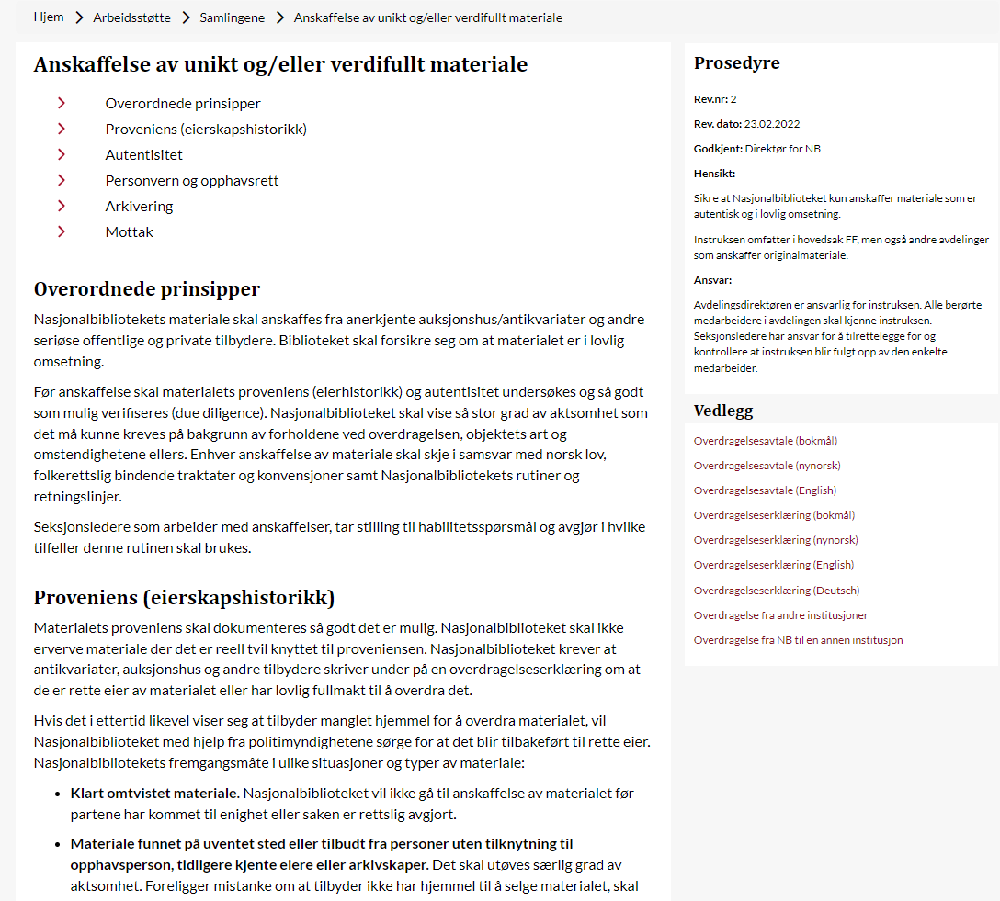 Hjem > Arbeidsstøtte > Samlingene > Anskaffelse av unikt og/eller verdifullt materiale
Anskaffelse av unikt og/eller verdifullt materiale
Overordnede prinsipper
Proveniens (eierskapshistorikk)
Autentisitet
Personvern og opphavsrett
Arkivering
Mottak
Overordnede prinsipper
Nasjonalbibliotekets materiale skal anskaffes fra anerkjente auksjonshus/antikvariater og andre
seriøse offentlige og private tilbydere. Biblioteket skal forsikre seg om at materialet er i lovlig
omsetning.
Før anskaffelse skal materialets proveniens (eierhistorikk) og autentisitet undersøkes og så godt
som mulig verifiseres (due diligence). Nasjonalbiblioteket skal vise så stor grad av aktsomhet som
det må kunne kreves på bakgrunn av forholdene ved overdragelsen, objektets art og
omstendighetene ellers. Enhver anskaffelse av materiale skal skje i samsvar med norsk lov,
folkerettslig bindende traktater og konvensjoner samt Nasjonalbibliotekets rutiner og
retningslinjer.
Seksjonsledere som arbeider med anskaffelser, tar stilling til habilitetsspørsmål og avgjør i hvilke
tilfeller denne rutinen skal brukes.
Proveniens (eierskapshistorikk)
Materialets proveniens skal dokumenteres så godt det er mulig. Nasjonalbiblioteket skal ikke
erverve materiale der det er reell tvil knyttet til proveniensen. Nasjonalbiblioteket krever at
antikvariater, auksjonshus og andre tilbydere skriver under på en overdragelseserklæring om at
de er rette eier av materialet eller har lovlig fullmakt til å overdra det.
Hvis det i ettertid likevel viser seg at tilbyder manglet hjemmel for å overdra materialet, vil
Nasjonalbiblioteket med hjelp fra politimyndighetene sørge for at det blir tilbakeført til rette eier.
Nasjonalbibliotekets fremgangsmåte i ulike situasjoner og typer av materiale:
• Klart omtvistet materiale. Nasjonalbiblioteket vil ikke gå til anskaffelse av materialet før
partene har kommet til enighet eller saken er rettslig avgjort.
• Materiale funnet på uventet sted eller tilbudt fra personer uten tilknytning til
opphavsperson, tidligere kjente eiere eller arkivskaper. Det skal utøves særlig grad av
aktsomhet. Foreligger mistanke om at tilbyder ikke har hjemmel til å selge materialet, skal
Prosedyre
Rev.nr: 2
Rev. dato: 23.02.2022
Godkjent: Direktør for NB
Hensikt:
Sikre at Nasjonalbiblioteket kun anskaffer materiale som er
autentisk og i lovlig omsetning.
Instruksen omfatter i hovedsak FF, men også andre avdelinger
som anskaffer originalmateriale.
Ansvar:
Avdelingsdirektøren er ansvarlig for instruksen. Alle berørte
medarbeidere i avdelingen skal kjenne instruksen.
Seksjonsledere har ansvar for å tilrettelegge for og
kontrollere at instruksen blir fulgt opp av den enkelte
medarbeider.
Vedlegg
Overdragelsesavtale (bokmål)
Overdragelsesavtale (nynorsk)
Overdragelsesavtale (English)
Overdragelseserklæring (bokmål)
Overdragelseserklæring (nynorsk)
Overdragelseserklæring (English)
Overdragelseserklæring (Deutsch)
Overdragelse fra andre institusjoner
Overdragelse fra NB til en annen institusjon